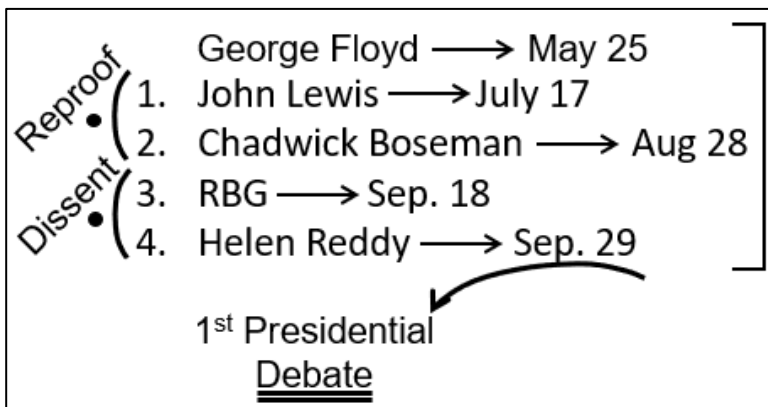 George Floyd → May 25
Reproof
1. John Lewis → July 17
2. Chadwick Boseman → Aug 28
Dissent
3. RBG → Sep. 18
4. Helen Reddy → Sep. 29
1st Presidential
Debate